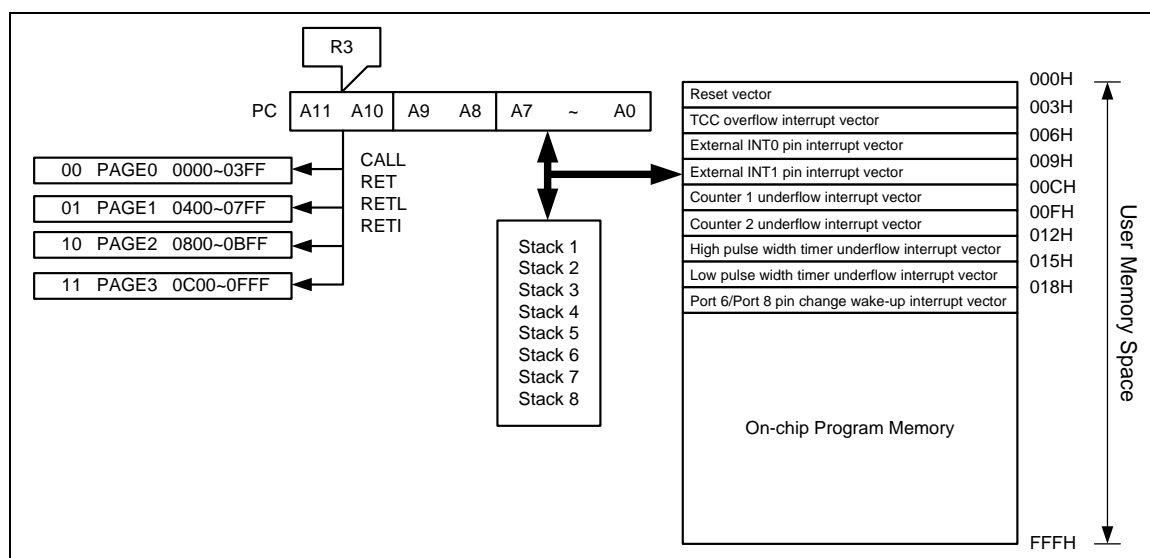 R3
PC A11 A10 A9 A8 A7 ~ A0
00 PAGE0 0000~03FF
01 PAGE1 0400~07FF
10 PAGE2 0800~0BFF
11 PAGE3 0C00~0FFF
CALL
RET
RETL
RETI
Stack 1
Stack 2
Stack 3
Stack 4
Stack 5
Stack 6
Stack 7
Stack 8
000H
Reset vector
003H
TCC overflow interrupt vector
006H
External INT0 pin interrupt vector
009H
External INT1 pin interrupt vector
00CH
Counter 1 underflow interrupt vector
00FH
Counter 2 underflow interrupt vector
012H
High pulse width timer underflow interrupt vector
015H
Low pulse width timer underflow interrupt vector
018H
Port 6/Port 8 pin change wake-up interrupt vector
On-chip Program Memory
FFFH
User Memory Space